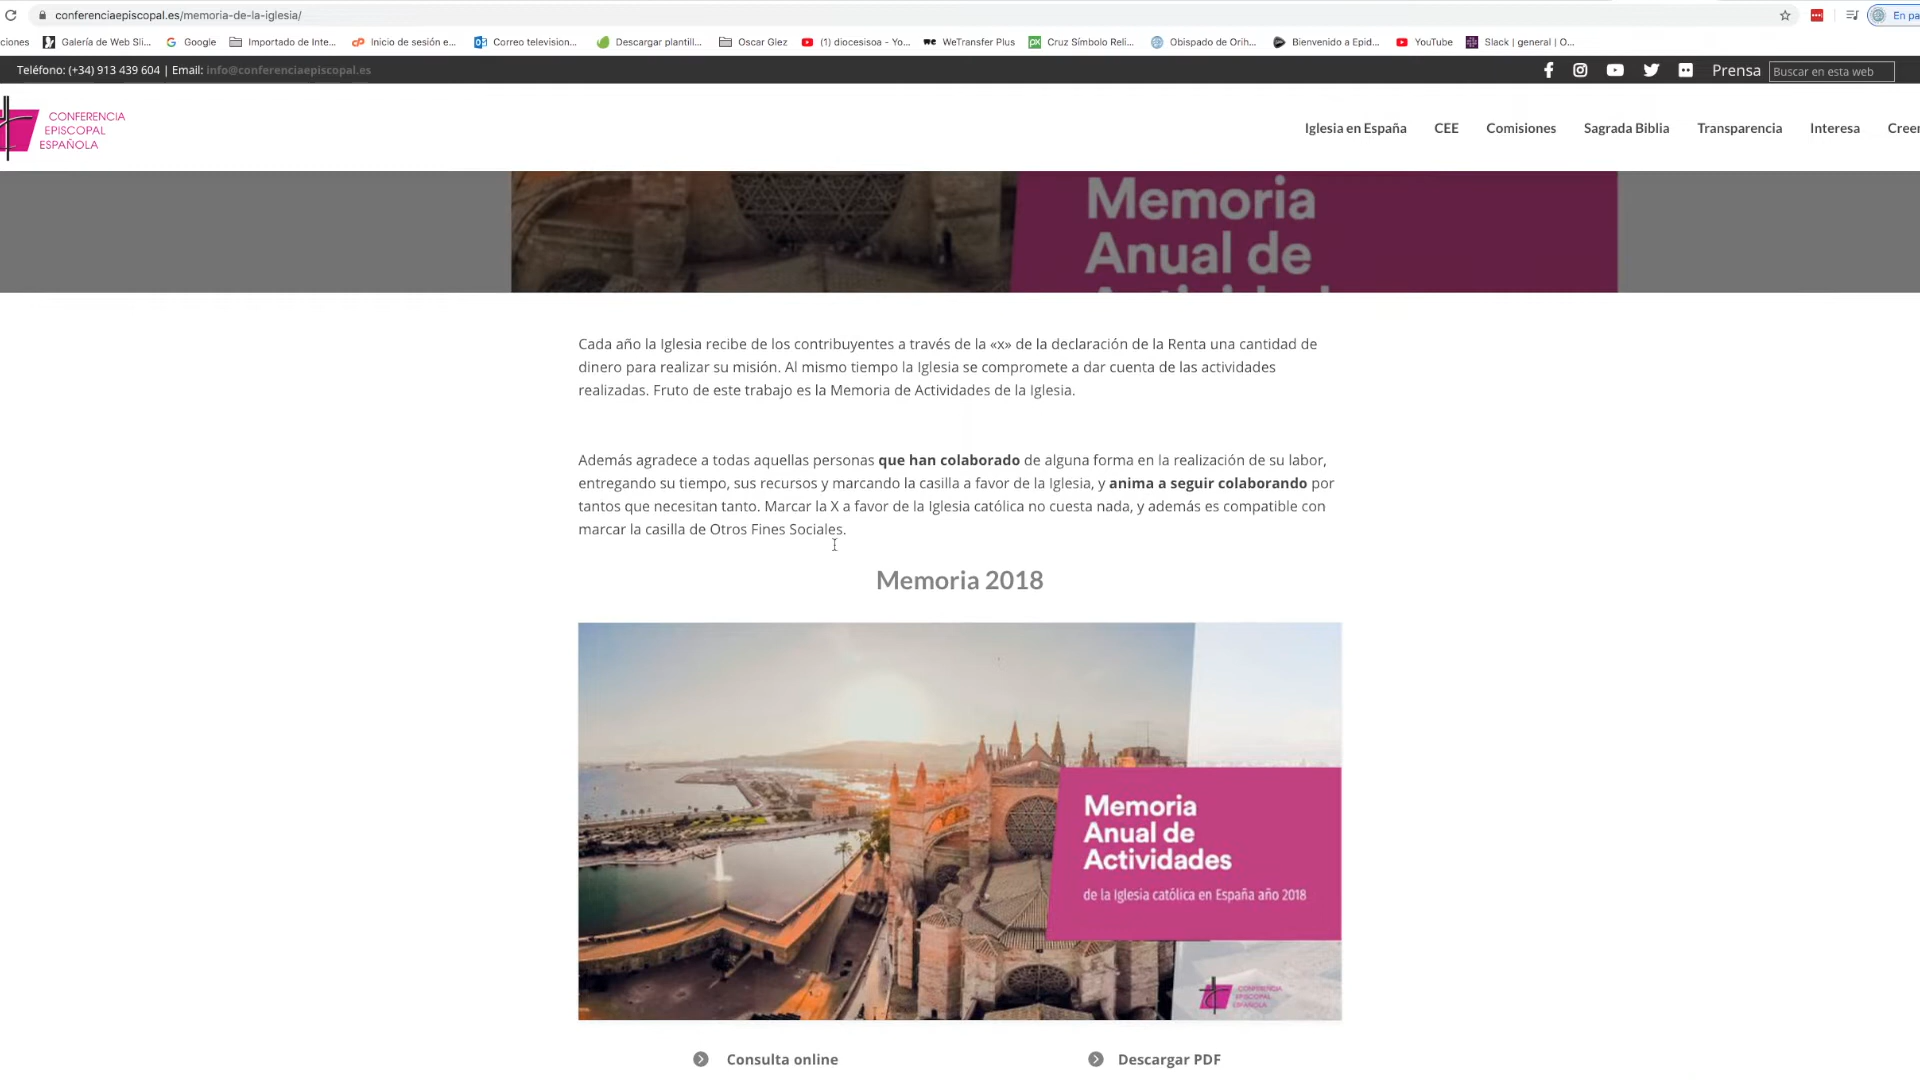 conferenciaepiscopal.es/memoria-de-la-iglesia/
En pa
ciones Galería de Web Sli... Google Importado de Inte... Inicio de sesión e... Correo television... Descargar plantill... Oscar Glez (1) diocesisoa - Yo... WeTransfer Plus Cruz Símbolo Reli... Obispado de Orih... Bienvenido a Epid... YouTube Slack | general | O...
Teléfono: (+34) 913 439 604 | Email: info@conferenciaepiscopal.es
Prensa Buscar en esta web
CONFERENCIA
EPISCOPAL
ESPAÑOLA
Iglesia en España CEE Comisiones Sagrada Biblia Transparencia Interesa Creer
Memoria
Anual de
Cada año la Iglesia recibe de los contribuyentes a través de la «x» de la declaración de la Renta una cantidad de
dinero para realizar su misión. Al mismo tiempo la Iglesia se compromete a dar cuenta de las actividades
realizadas. Fruto de este trabajo es la Memoria de Actividades de la Iglesia.
Además agradece a todas aquellas personas que han colaborado de alguna forma en la realización de su labor,
entregando su tiempo, sus recursos y marcando la casilla a favor de la Iglesia, y anima a seguir colaborando por
tantos que necesitan tanto. Marcar la X a favor de la Iglesia católica no cuesta nada, y además es compatible con
marcar la casilla de Otros Fines Sociales.
Memoria 2018
Memoria
Anual de
Actividades
de la Iglesia católica en España año 2018
CONFERENCIA
EPISCOPAL
ESPAÑOLA
Consulta online Descargar PDF